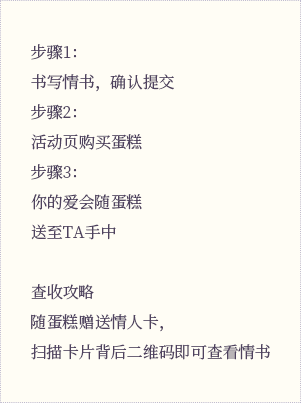 步骤1:
书写情书，确认提交
步骤2:
活动页购买蛋糕
步骤3:
你的爱会随蛋糕
送至TA手中
查收攻略
随蛋糕赠送情人卡，
扫描卡片背后二维码即可查看情书